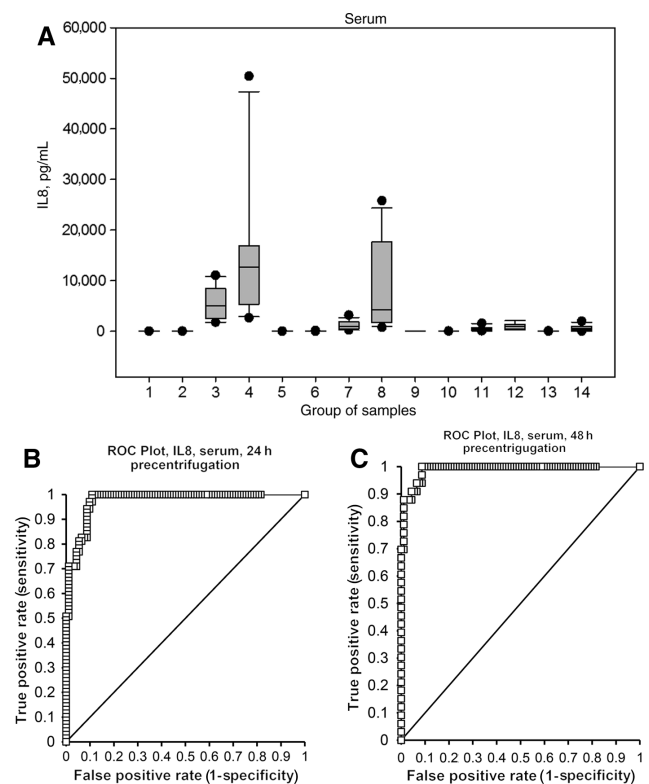 A
Serum
60,000
50,000
40,000
30,000
20,000
10,000
0
IL8, pg/mL
1 2 3 4 5 6 7 8 9 10 11 12 13 14
Group of samples
B
ROC Plot, IL8, serum, 24 h
precentrifugation
1
0.9
0.8
0.7
0.6
0.5
0.4
0.3
0.2
0.1
0
True positive rate (sensitivity)
0 0.1 0.2 0.3 0.4 0.5 0.6 0.7 0.8 0.9 1
False positive rate (1-specificity)
C
ROC Plot, IL8, serum, 48 h
precentrigugation
1
0.9
0.8
0.7
0.6
0.5
0.4
0.3
0.2
0.1
0
True positive rate (sensitivity)
0 0.1 0.2 0.3 0.4 0.5 0.6 0.7 0.8 0.9 1
False positive rate (1-specificity)